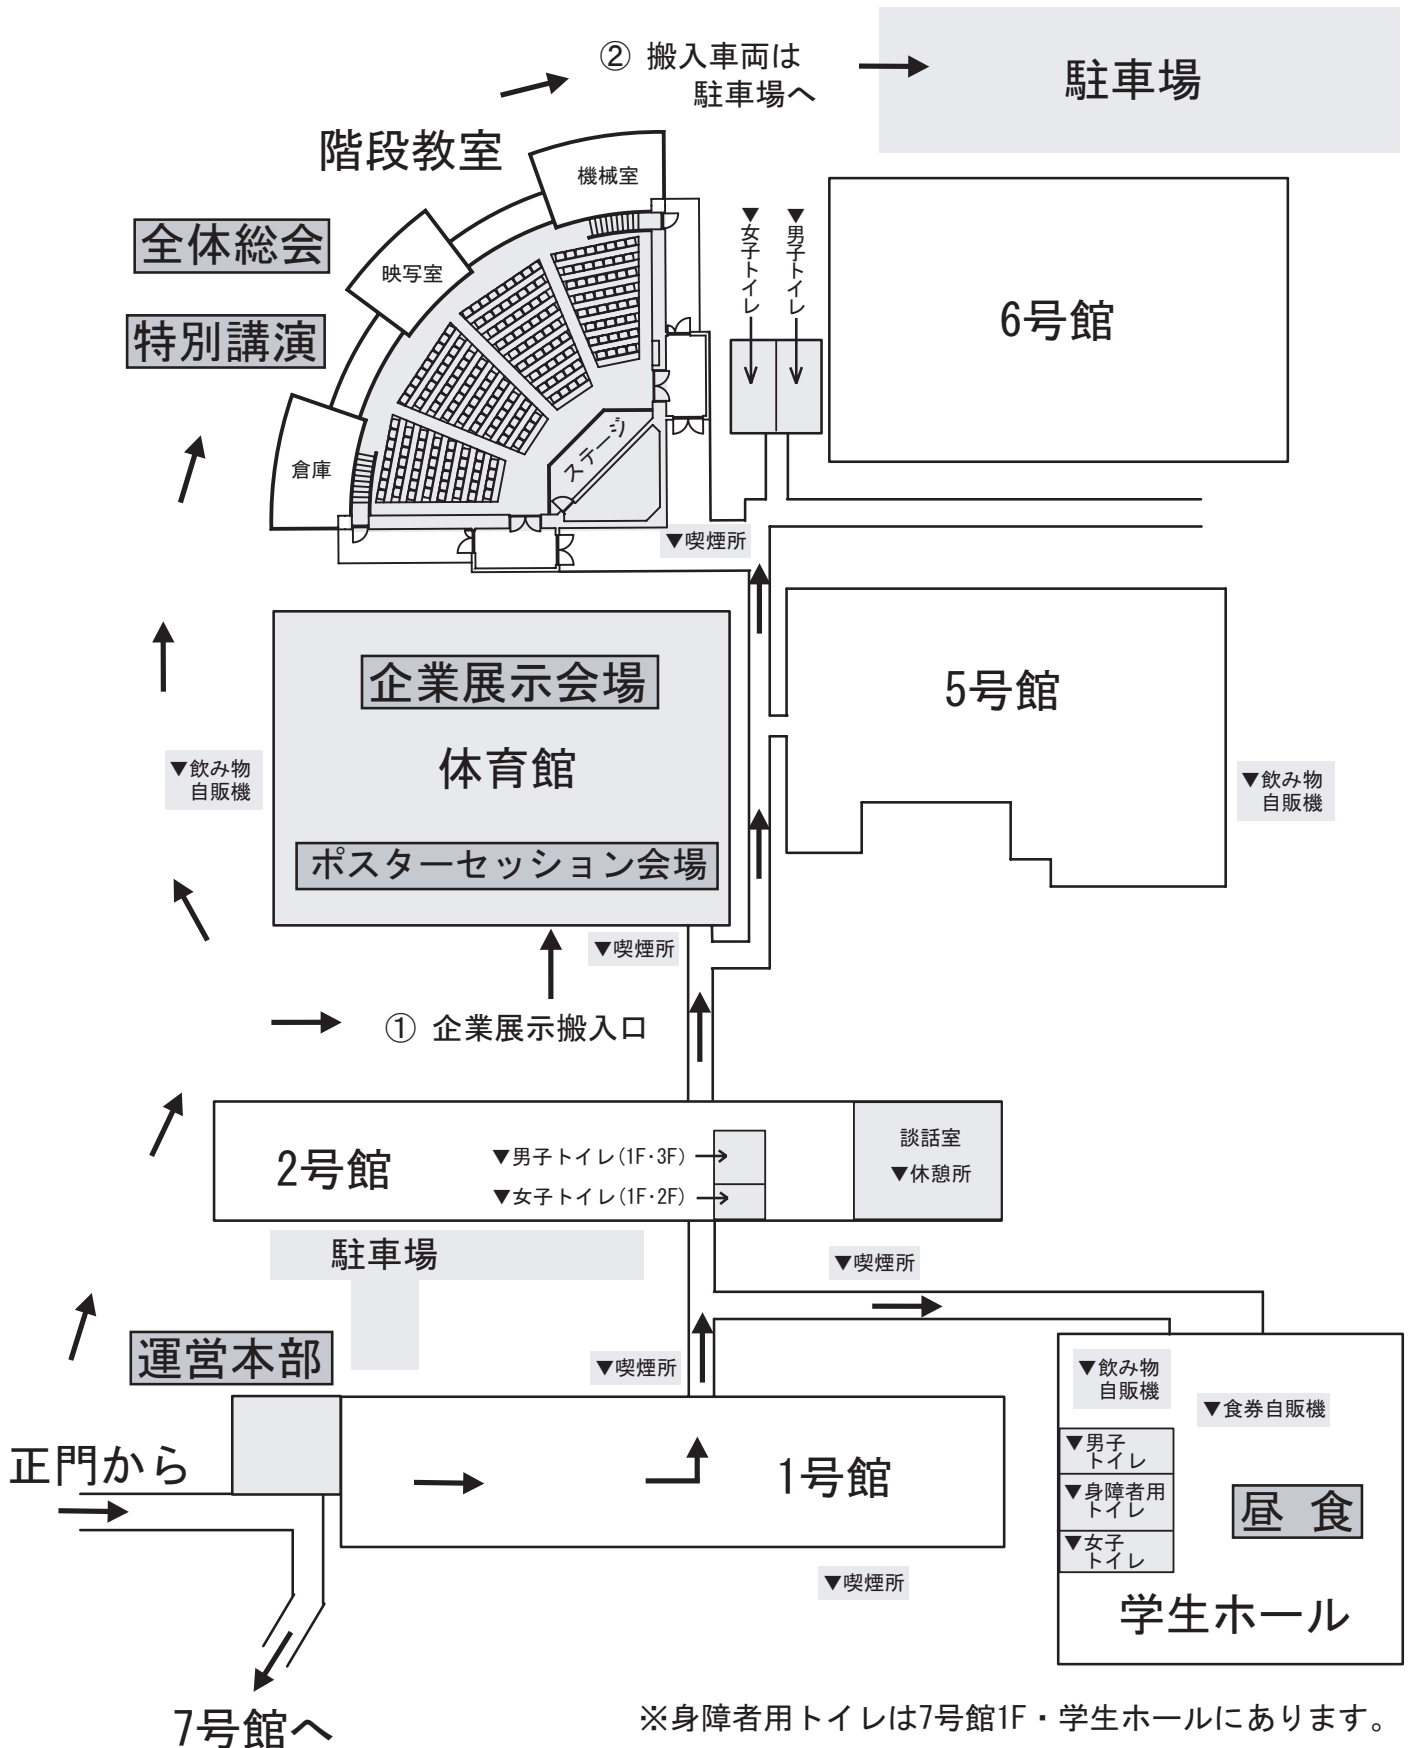 ② 搬入車両は
駐車場へ
駐車場
階段教室
機械室
全体総会
映写室
特別講演
倉庫
ステージ
▼女子トイレ
▼男子トイレ
6号館
▼喫煙所
企業展示会場
体育館
ポスターセッション会場
5号館
▼飲み物
自販機
▼飲み物
自販機
▼喫煙所
① 企業展示搬入口
2号館
▼男子トイレ(1F・3F)
▼女子トイレ(1F・2F)
談話室
▼休憩所
駐車場
▼喫煙所
運営本部
▼喫煙所
▼飲み物
自販機
▼食券自販機
正門から
1号館
▼男子
トイレ
▼身障者用
トイレ
▼女子
トイレ
昼 食
▼喫煙所
学生ホール
7号館へ
※身障者用トイレは7号館1F・学生ホールにあります。